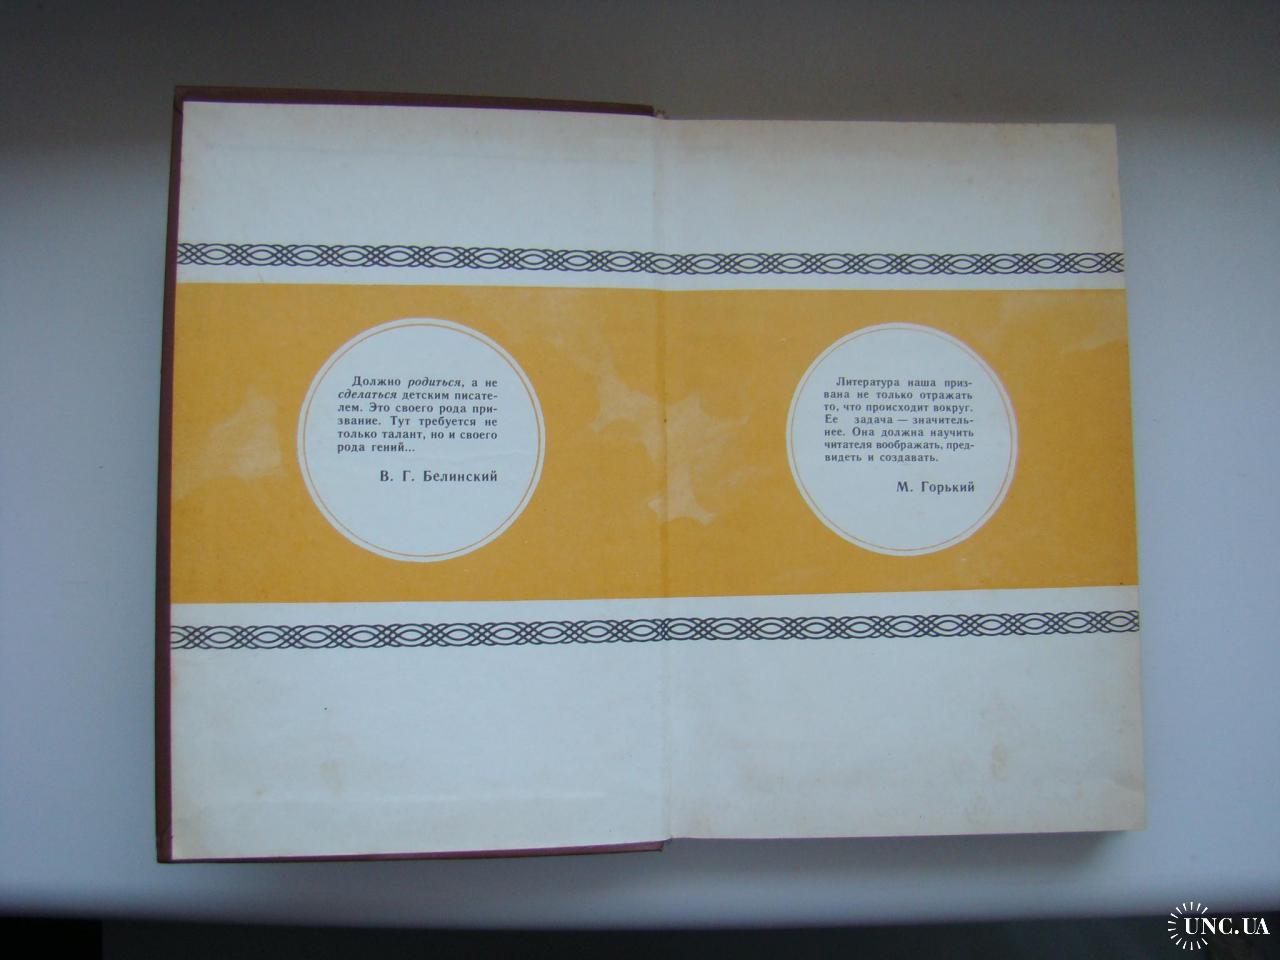 Должно родиться, а не
сделаться детским писате-
лем. Это своего рода при-
звание. Тут требуется не
только талант, но и своего
рода гений...
В. Г. Белинский
Литература наша приз-
вана не только отражать
то, что происходит вокруг.
Ее задача — значитель-
нее. Она должна научить
читателя воображать, пред-
видеть и создавать.
М. Горький
UNC.UA